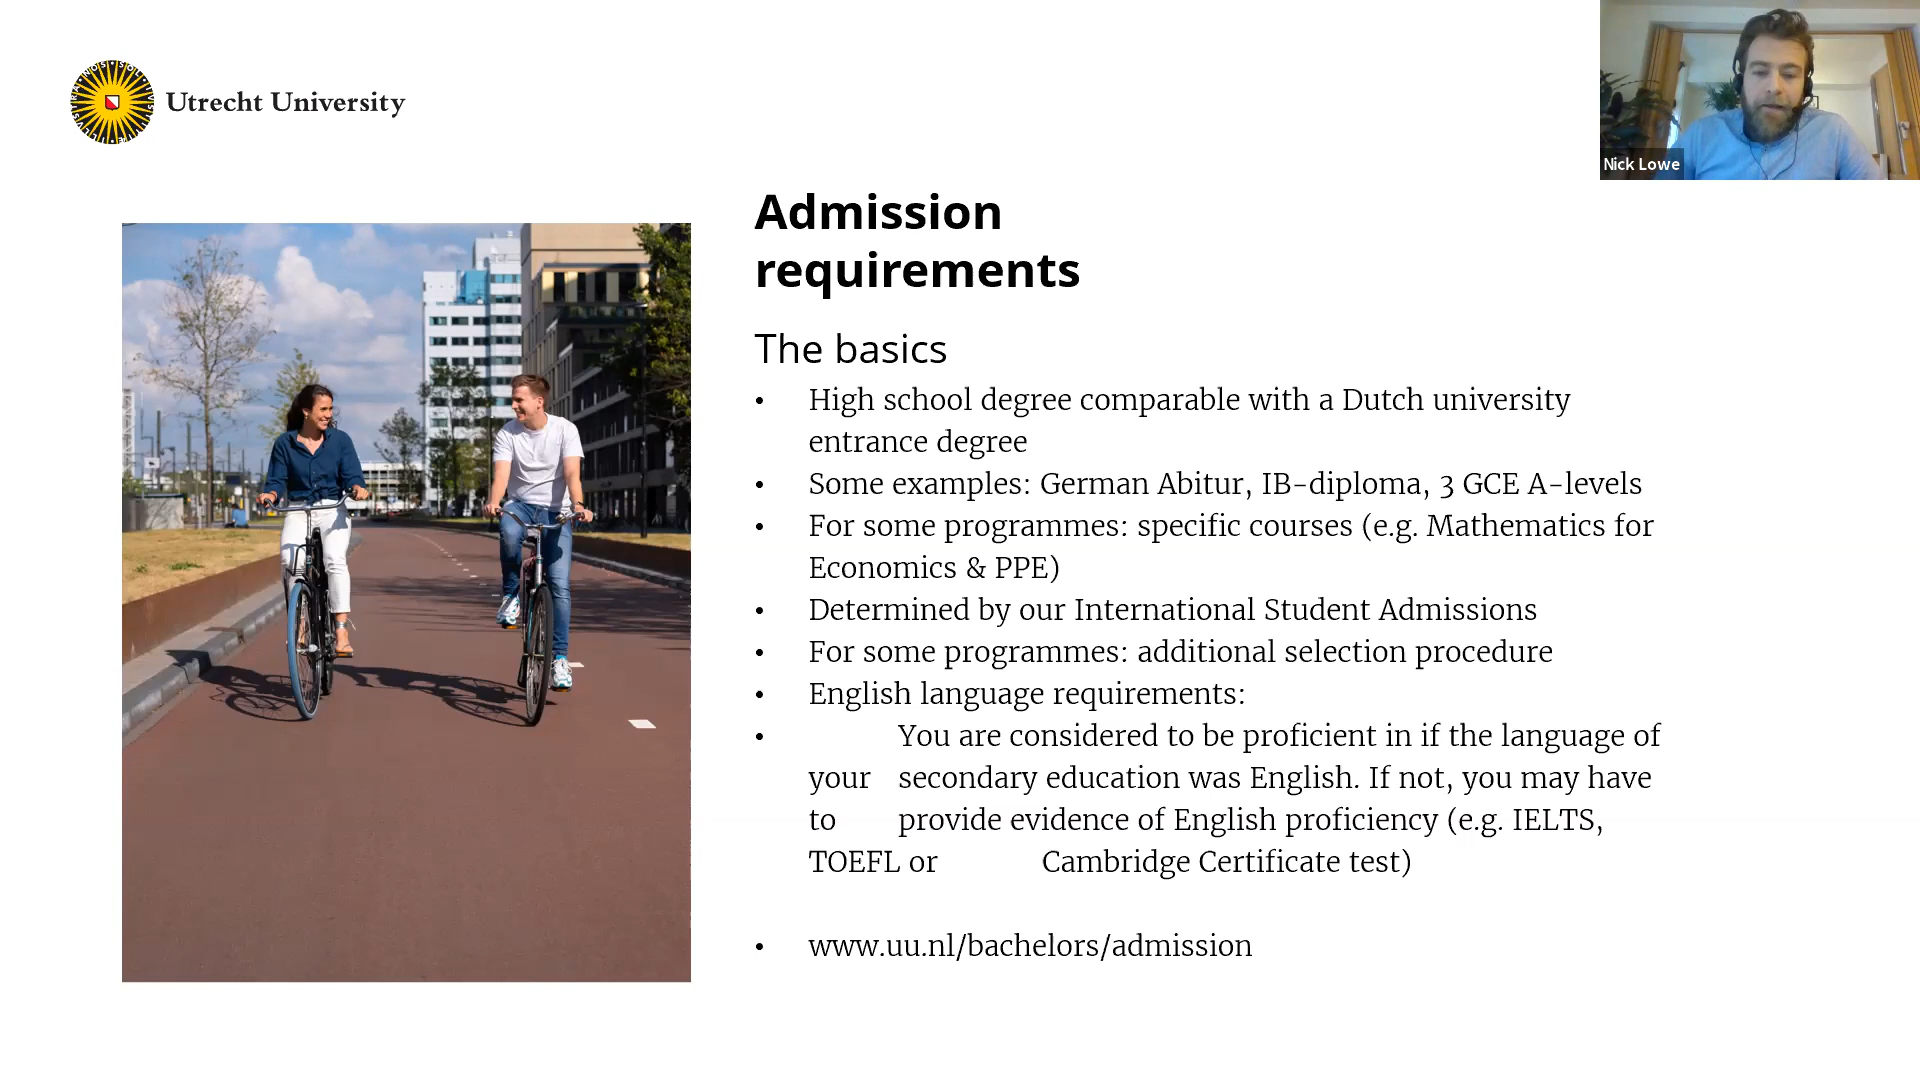 Utrecht University
Nick Lowe
Admission
requirements
The basics
• High school degree comparable with a Dutch university
entrance degree
• Some examples: German Abitur, IB-diploma, 3 GCE A-levels
• For some programmes: specific courses (e.g. Mathematics for
Economics & PPE)
• Determined by our International Student Admissions
• For some programmes: additional selection procedure
• English language requirements:
• You are considered to be proficient in if the language of
your secondary education was English. If not, you may have
to provide evidence of English proficiency (e.g. IELTS,
TOEFL or Cambridge Certificate test)
• www.uu.nl/bachelors/admission